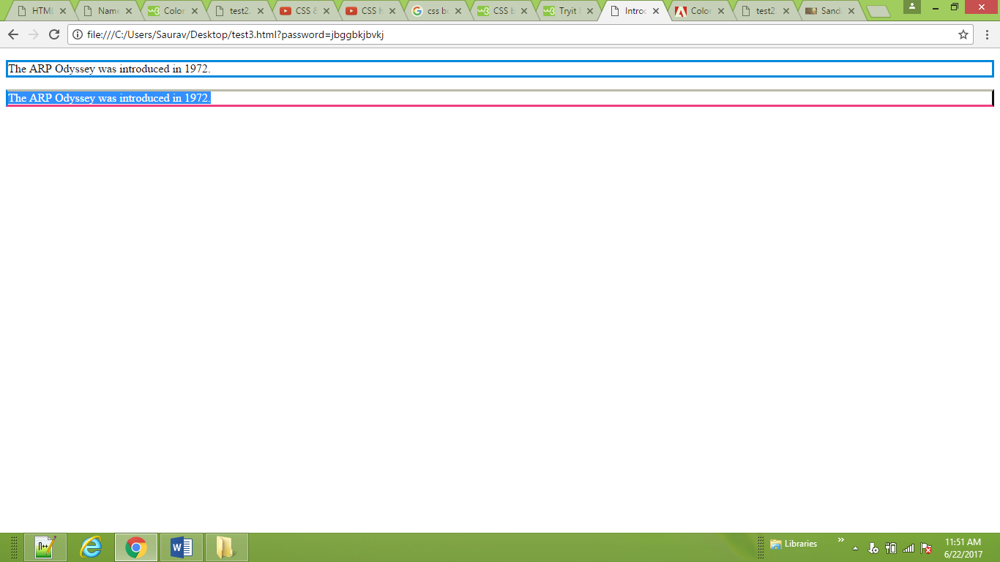 HTML
Name
Color
test2.
CSS &
CSS h
css bo
CSS b
Tryit E
Introd
Color
test2.
Sand
file:///C:/Users/Saurav/Desktop/test3.html?password=jbggbkjbvkj
The ARP Odyssey was introduced in 1972.
The ARP Odyssey was introduced in 1972.
Libraries
11:51 AM
6/22/2017